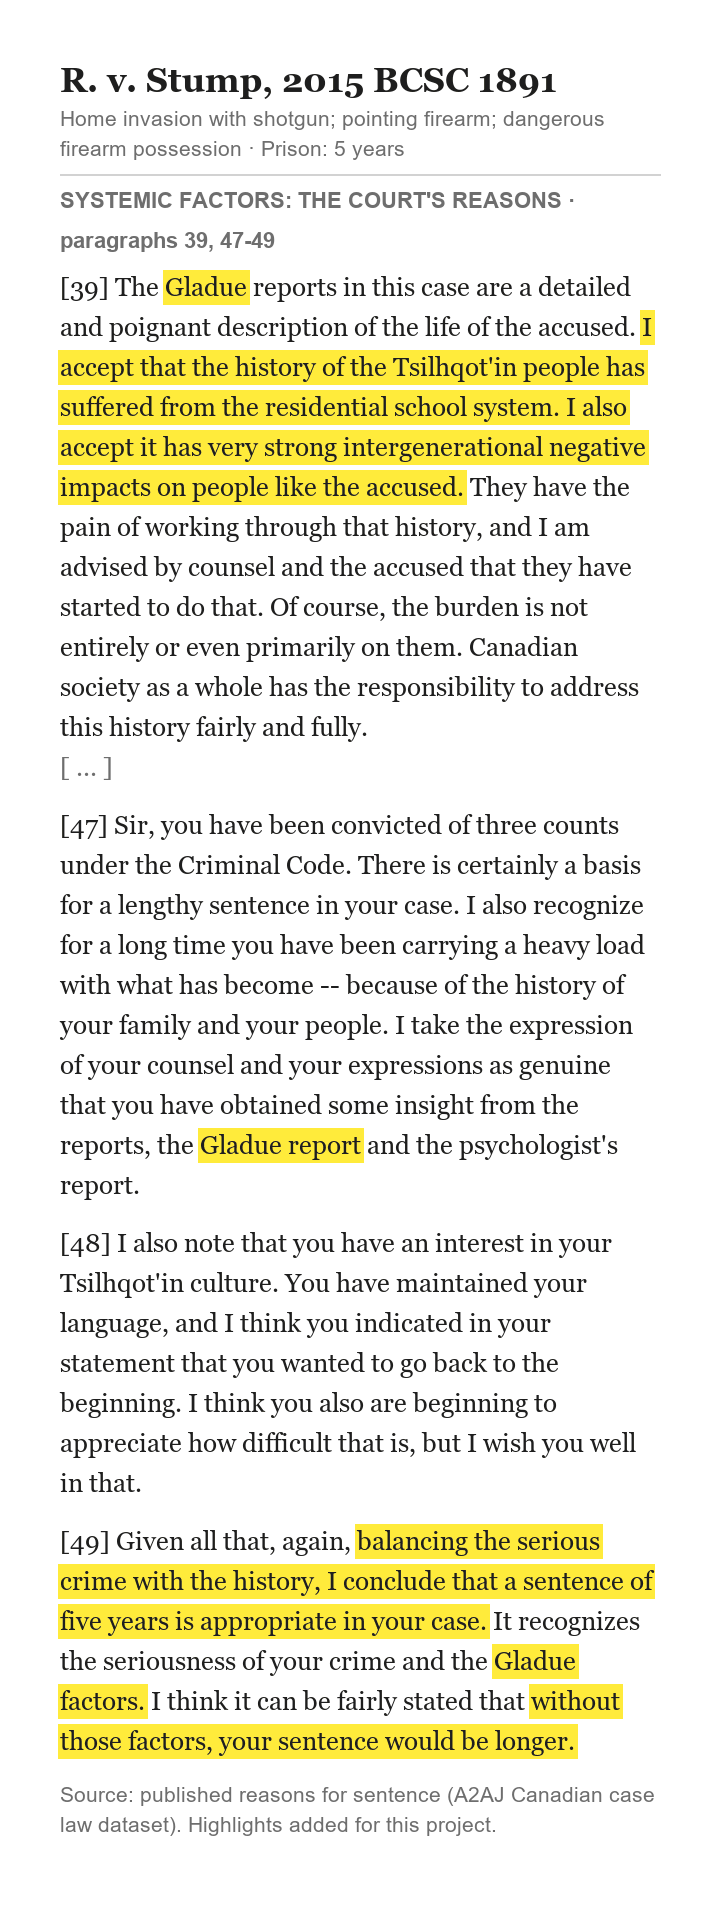 R. v. Stump, 2015 BCSC 1891
Home invasion with shotgun; pointing firearm; dangerous
firearm possession · Prison: 5 years
SYSTEMIC FACTORS: THE COURT'S REASONS ·
paragraphs 39, 47-49
[39] The Gladue reports in this case are a detailed
and poignant description of the life of the accused. I
accept that the history of the Tsilhqot'in people has
suffered from the residential school system. I also
accept it has very strong intergenerational negative
impacts on people like the accused. They have the
pain of working through that history, and I am
advised by counsel and the accused that they have
started to do that. Of course, the burden is not
entirely or even primarily on them. Canadian
society as a whole has the responsibility to address
this history fairly and fully.
[ ... ]
[47] Sir, you have been convicted of three counts
under the Criminal Code. There is certainly a basis
for a lengthy sentence in your case. I also recognize
for a long time you have been carrying a heavy load
with what has become -- because of the history of
your family and your people. I take the expression
of your counsel and your expressions as genuine
that you have obtained some insight from the
reports, the Gladue report and the psychologist's
report.
[48] I also note that you have an interest in your
Tsilhqot'in culture. You have maintained your
language, and I think you indicated in your
statement that you wanted to go back to the
beginning. I think you also are beginning to
appreciate how difficult that is, but I wish you well
in that.
[49] Given all that, again, balancing the serious
crime with the history, I conclude that a sentence of
five years is appropriate in your case. It recognizes
the seriousness of your crime and the Gladue
factors. I think it can be fairly stated that without
those factors, your sentence would be longer.
Source: published reasons for sentence (A2AJ Canadian case
law dataset). Highlights added for this project.